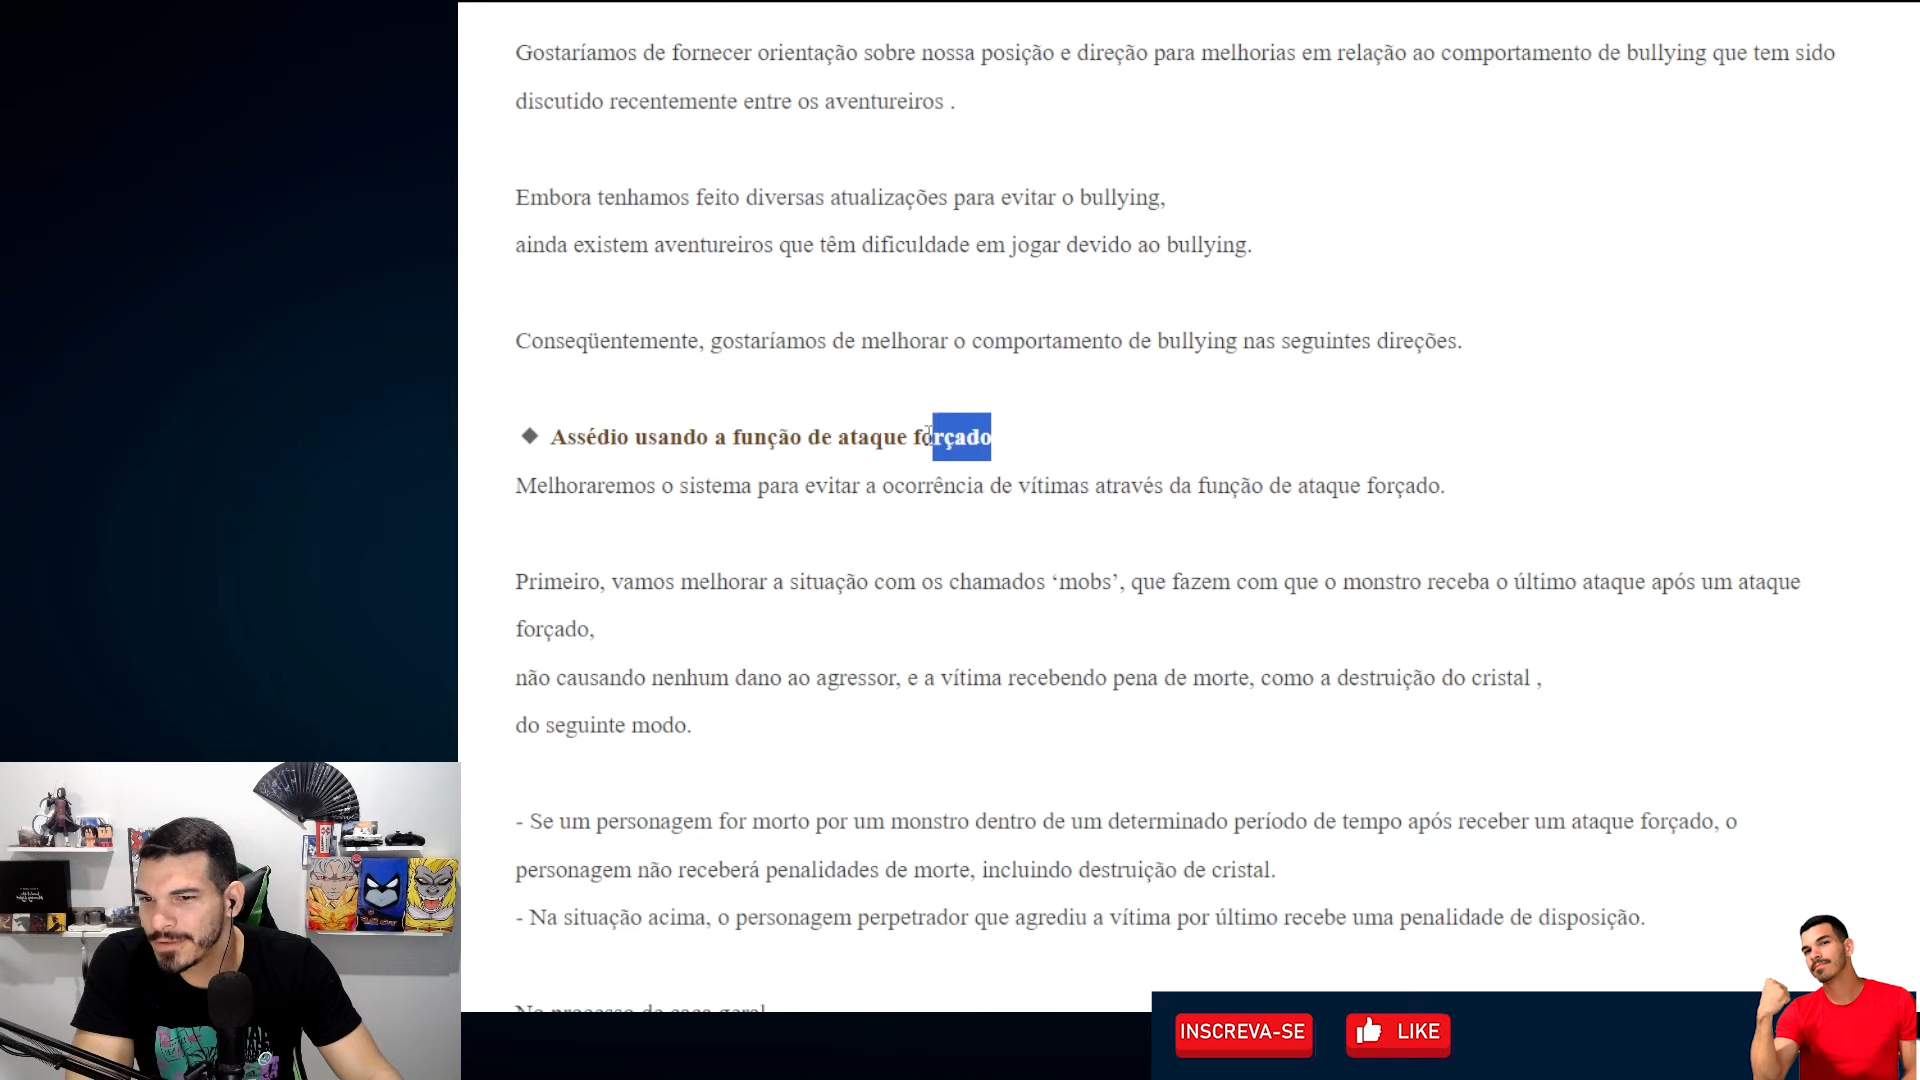 Gostaríamos de fornecer orientação sobre nossa posição e direção para melhorias em relação ao comportamento de bullying que tem sido
discutido recentemente entre os aventureiros .
Embora tenhamos feito diversas atualizações para evitar o bullying,
ainda existem aventureiros que têm dificuldade em jogar devido ao bullying.
Conseqüentemente, gostaríamos de melhorar o comportamento de bullying nas seguintes direções.
◆ Assédio usando a função de ataque forçado
Melhoraremos o sistema para evitar a ocorrência de vítimas através da função de ataque forçado.
Primeiro, vamos melhorar a situação com os chamados ‘mobs’, que fazem com que o monstro receba o último ataque após um ataque
forçado,
não causando nenhum dano ao agressor, e a vítima recebendo pena de morte, como a destruição do cristal ,
do seguinte modo.
- Se um personagem for morto por um monstro dentro de um determinado período de tempo após receber um ataque forçado, o
personagem não receberá penalidades de morte, incluindo destruição de cristal.
- Na situação acima, o personagem perpetrador que agrediu a vítima por último recebe uma penalidade de disposição.
No processo de caça geral
INSCREVA-SE
LIKE